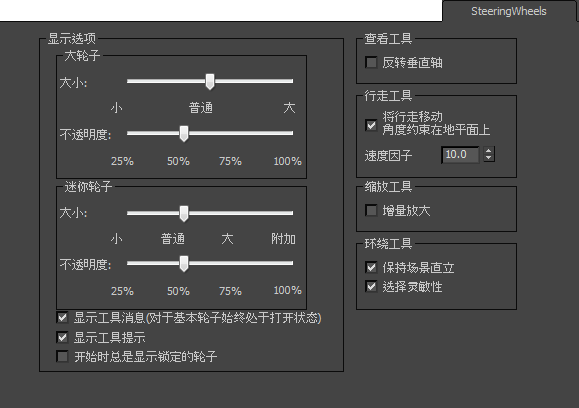 SteeringWheels
显示选项
大轮子
大小:
小 普通 大
不透明度:
25% 50% 75% 100%
迷你轮子
大小:
小 普通 大 附加
不透明度:
25% 50% 75% 100%
显示工具消息(对于基本轮子始终处于打开状态)
显示工具提示
开始时总是显示锁定的轮子
查看工具
反转垂直轴
行走工具
将行走移动
角度约束在地平面上
速度因子 10.0
缩放工具
增量放大
环绕工具
保持场景直立
选择灵敏性